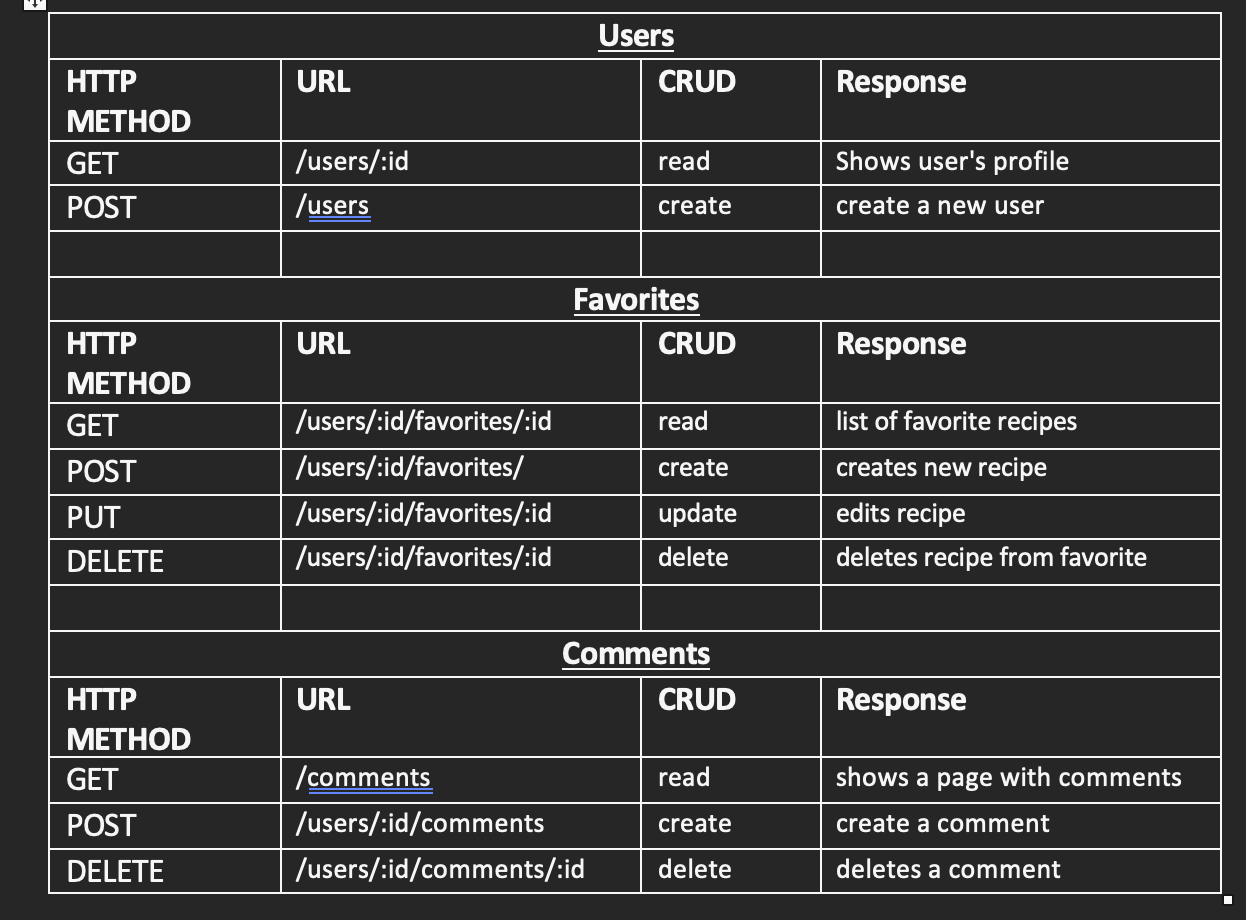 Users
HTTP METHOD URL CRUD Response
GET /users/:id read Shows user's profile
POST /users create create a new user
Favorites
HTTP METHOD URL CRUD Response
GET /users/:id/favorites/:id read list of favorite recipes
POST /users/:id/favorites/ create creates new recipe
PUT /users/:id/favorites/:id update edits recipe
DELETE /users/:id/favorites/:id delete deletes recipe from favorite
Comments
HTTP METHOD URL CRUD Response
GET /comments read shows a page with comments
POST /users/:id/comments create create a comment
DELETE /users/:id/comments/:id delete deletes a comment